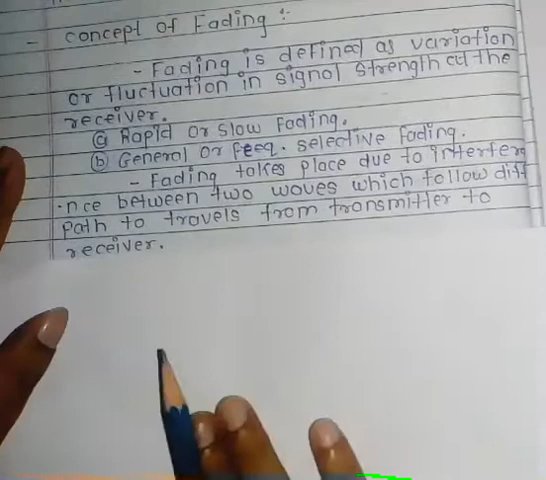 - concept of Fading :-
- Fading is defined as variation
or fluctuation in signal strength at the
receiver.
(a) Rapid or slow fading.
(b) General or freq. selective fading.
- Fading takes place due to interfere
nce between two waves which follow diff
path to travels from transmitter to
receiver.